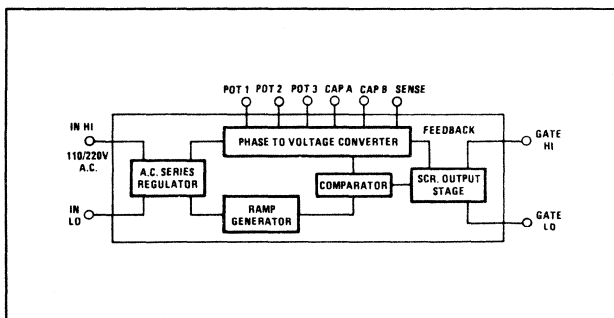 POT 1 POT 2 POT 3 CAP A CAP B SENSE
IN HI
110/220V
A.C.
IN
LO
PHASE TO VOLTAGE CONVERTER
FEEDBACK
A.C. SERIES
REGULATOR
COMPARATOR
SCR. OUTPUT
STAGE
RAMP
GENERATOR
GATE
HI
GATE
LO